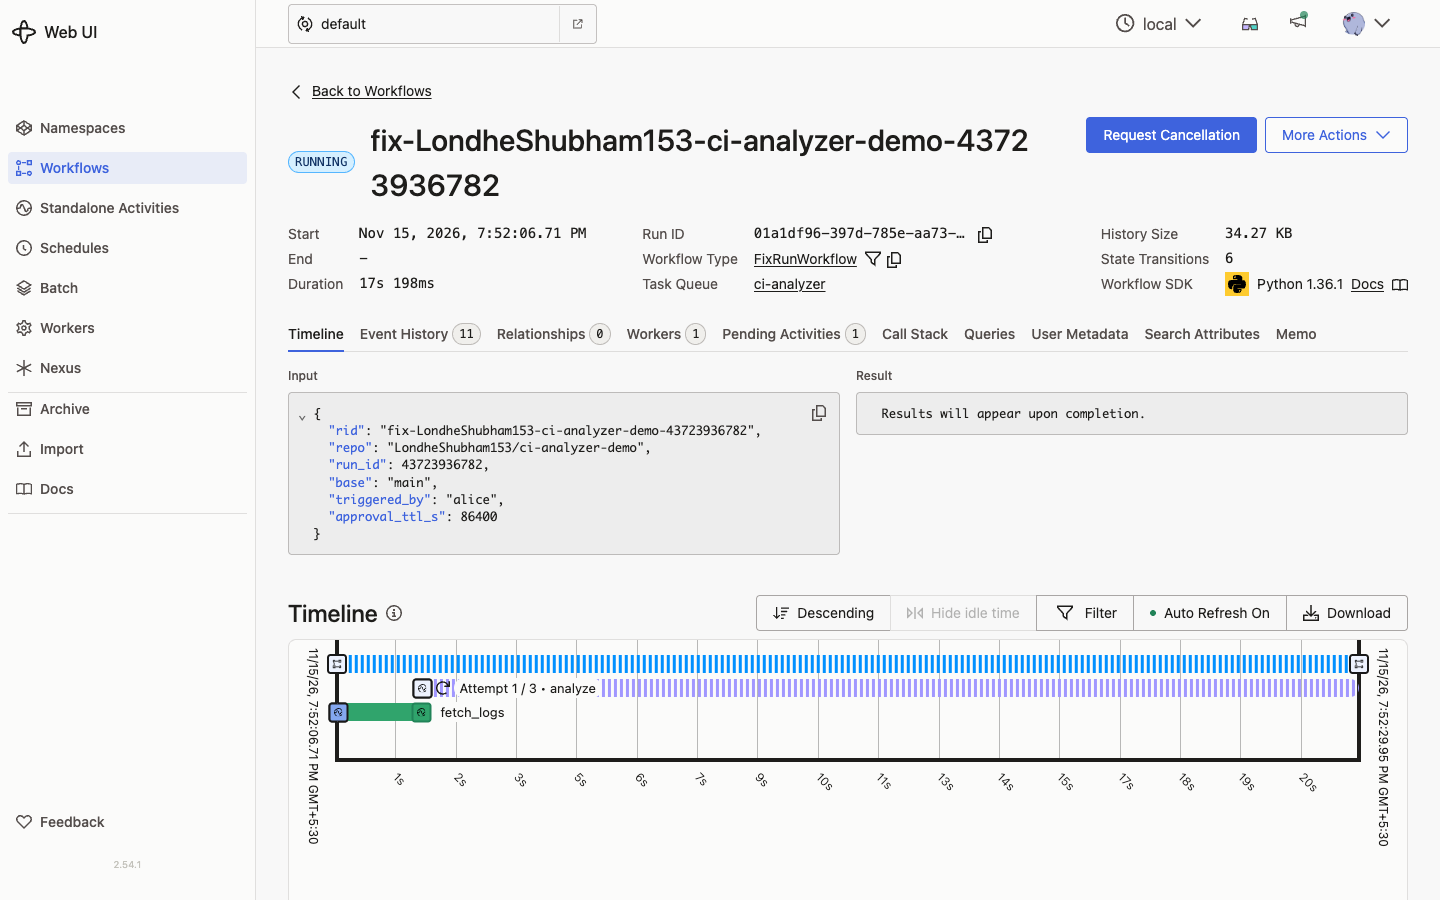 Web UI
default
local
Namespaces
Workflows
Standalone Activities
Schedules
Batch
Workers
Nexus
Archive
Import
Docs
Feedback
2.54.1
Back to Workflows
RUNNING
fix-LondheShubham153-ci-analyzer-demo-4372
3936782
Request Cancellation
More Actions
Start Nov 15, 2026, 7:52:06.71 PM
End –
Duration 17s 198ms
Run ID 01a1df96-397d-785e-aa73-…
Workflow Type FixRunWorkflow
Task Queue ci-analyzer
History Size 34.27 KB
State Transitions 6
Workflow SDK Python 1.36.1 Docs
Timeline Event History 11 Relationships 0 Workers 1 Pending Activities 1 Call Stack Queries User Metadata Search Attributes Memo
Input
{
"rid": "fix-LondheShubham153-ci-analyzer-demo-43723936782",
"repo": "LondheShubham153/ci-analyzer-demo",
"run_id": 43723936782,
"base": "main",
"triggered_by": "alice",
"approval_ttl_s": 86400
}
Result
Results will appear upon completion.
Timeline
Descending Hide idle time Filter Auto Refresh On Download
11/15/26, 7:52:06.71 PM GMT+5:30
Attempt 1 / 3 • analyze
fetch_logs
1s 2s 3s 5s 6s 7s 9s 10s 11s 13s 14s 15s 17s 18s 19s 20s
11/15/26, 7:52:29.95 PM GMT+5:30